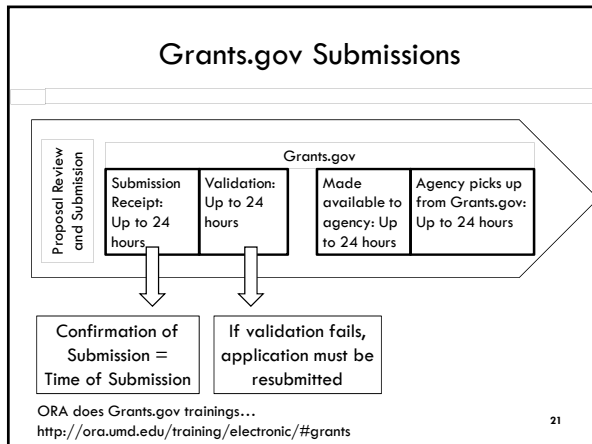 Grants.gov Submissions
Proposal Review
and Submission
Grants.gov
Submission
Receipt:
Up to 24
hours
Validation:
Up to 24
hours
Made
available to
agency: Up
to 24 hours
Agency picks up
from Grants.gov:
Up to 24 hours
Confirmation of
Submission =
Time of Submission
If validation fails,
application must be
resubmitted
ORA does Grants.gov trainings…
http://ora.umd.edu/training/electronic/#grants
21